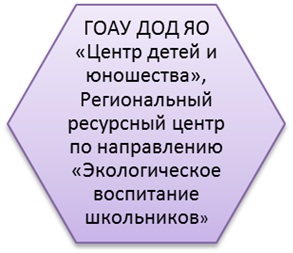 ГОАУ ДОД ЯО
«Центр детей и
юношества»,
Региональный
ресурсный центр
по направлению
«Экологическое
воспитание
школьников»